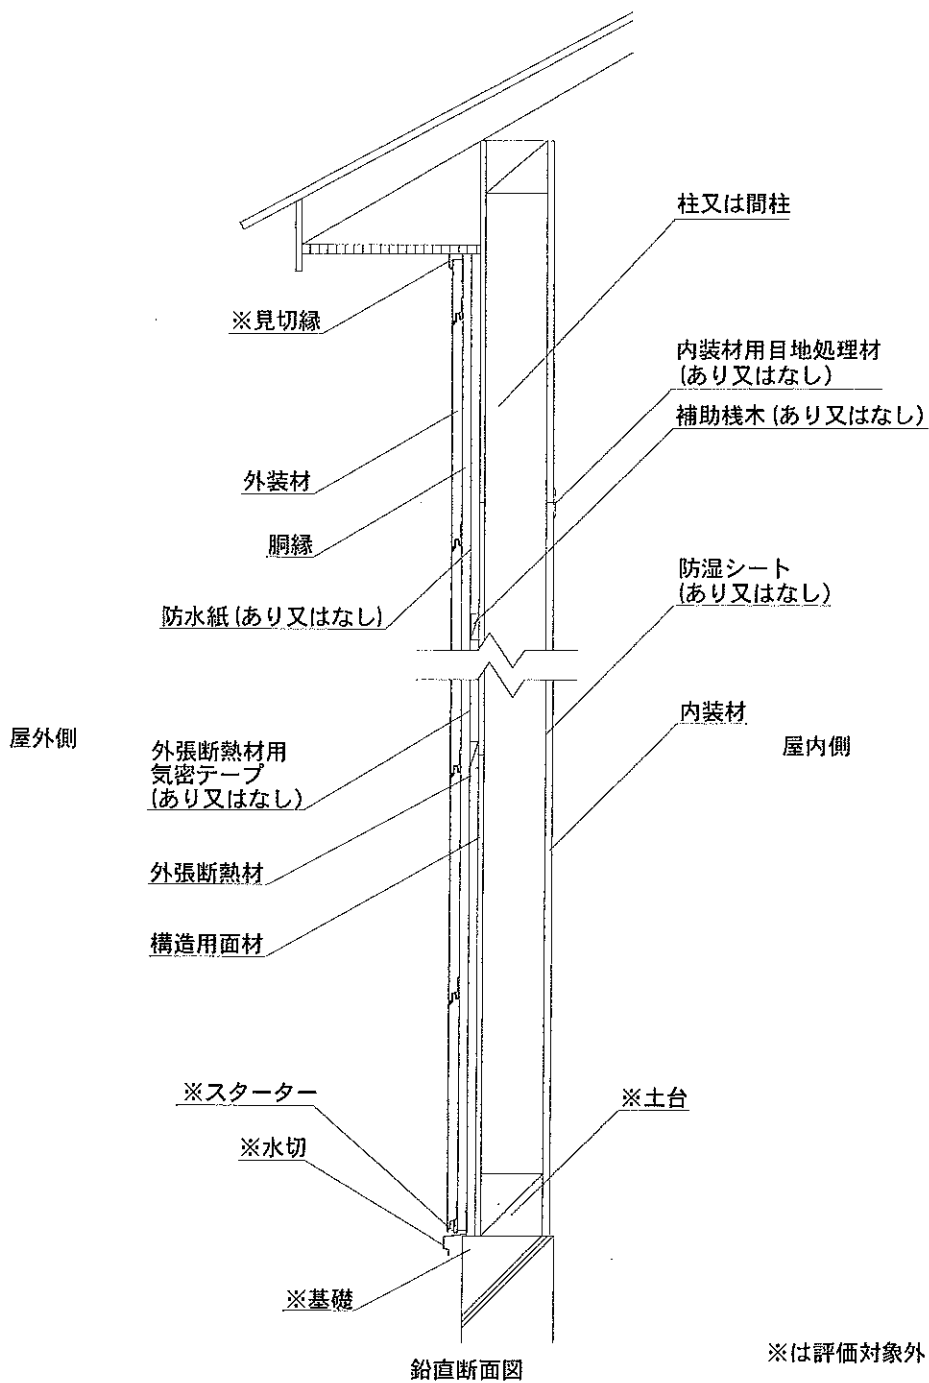 柱又は間柱
※見切縁
内装材用目地処理材
(あり又はなし)
補助桟木(あり又はなし)
外装材
胴縁
防湿シート
(あり又はなし)
防水紙(あり又はなし)
内装材
屋外側
屋内側
外張断熱材用
気密テープ
(あり又はなし)
外張断熱材
構造用面材
※スターター
※土台
※水切
※基礎
※は評価対象外
鉛直断面図